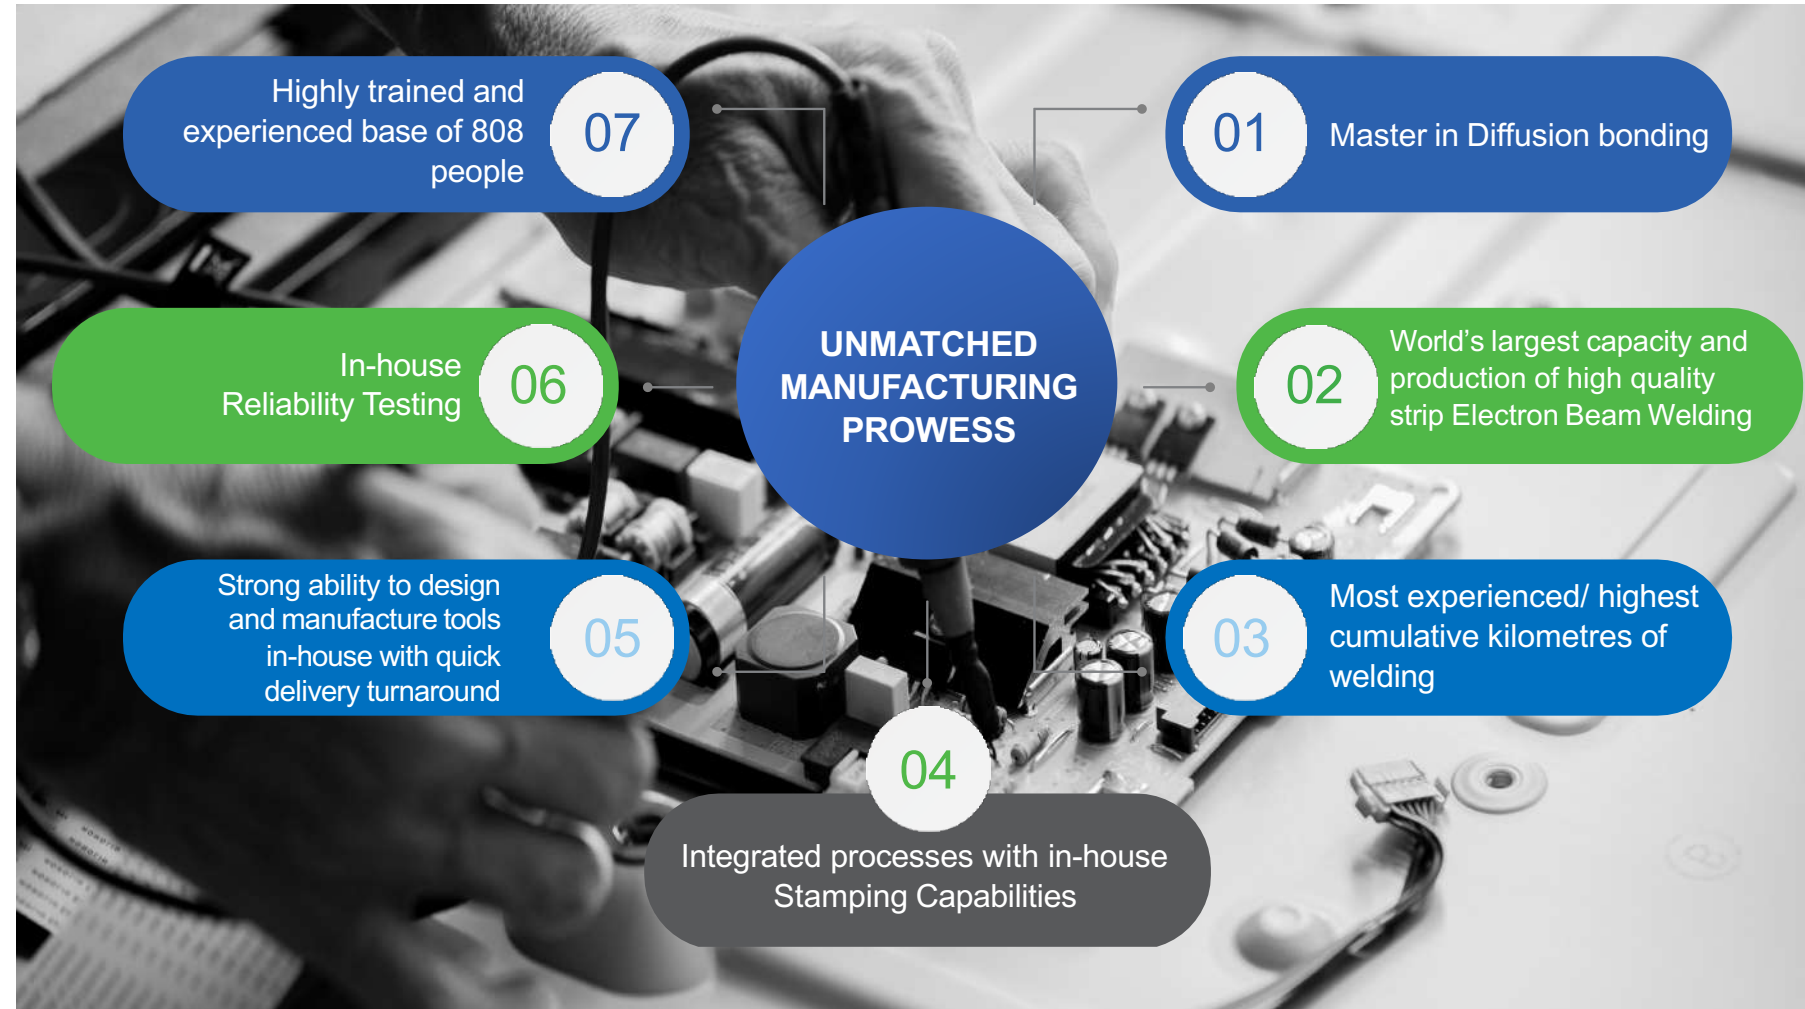 UNMATCHED
MANUFACTURING
PROWESS
01
Master in Diffusion bonding
02
World’s largest capacity and
production of high quality
strip Electron Beam Welding
03
Most experienced/ highest
cumulative kilometres of
welding
04
Integrated processes with in-house
Stamping Capabilities
05
Strong ability to design
and manufacture tools
in-house with quick
delivery turnaround
06
In-house
Reliability Testing
07
Highly trained and
experienced base of 808
people